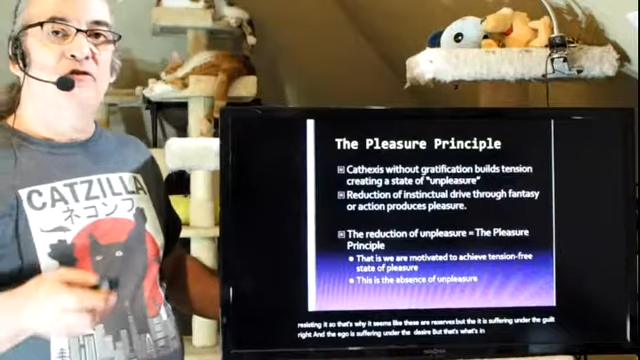 CATZILLA
ネコンプ
The Pleasure Principle
Cathexis without gratification builds tension
creating a state of "unpleasure"
Reduction of instinctual drive through fantasy
or action produces pleasure.
The reduction of unpleasure = The Pleasure
Principle
That is we are motivated to achieve tension-free
state of pleasure
This is the absence of unpleasure
resisting it so that's why it seems like these are reserves but the it is suffering under the guilt
right And the ego is suffering under the desire But that's what's in